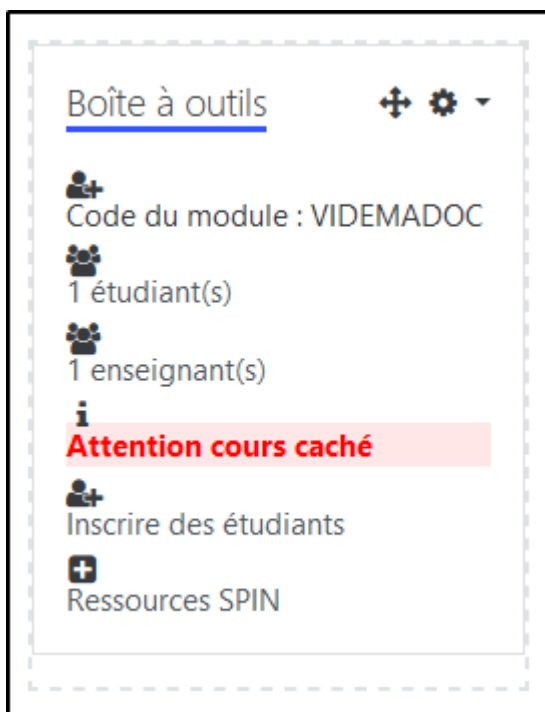 Boîte à outils
Code du module : VIDEMADOC
1 étudiant(s)
1 enseignant(s)
Attention cours caché
Inscrire des étudiants
Ressources SPIN